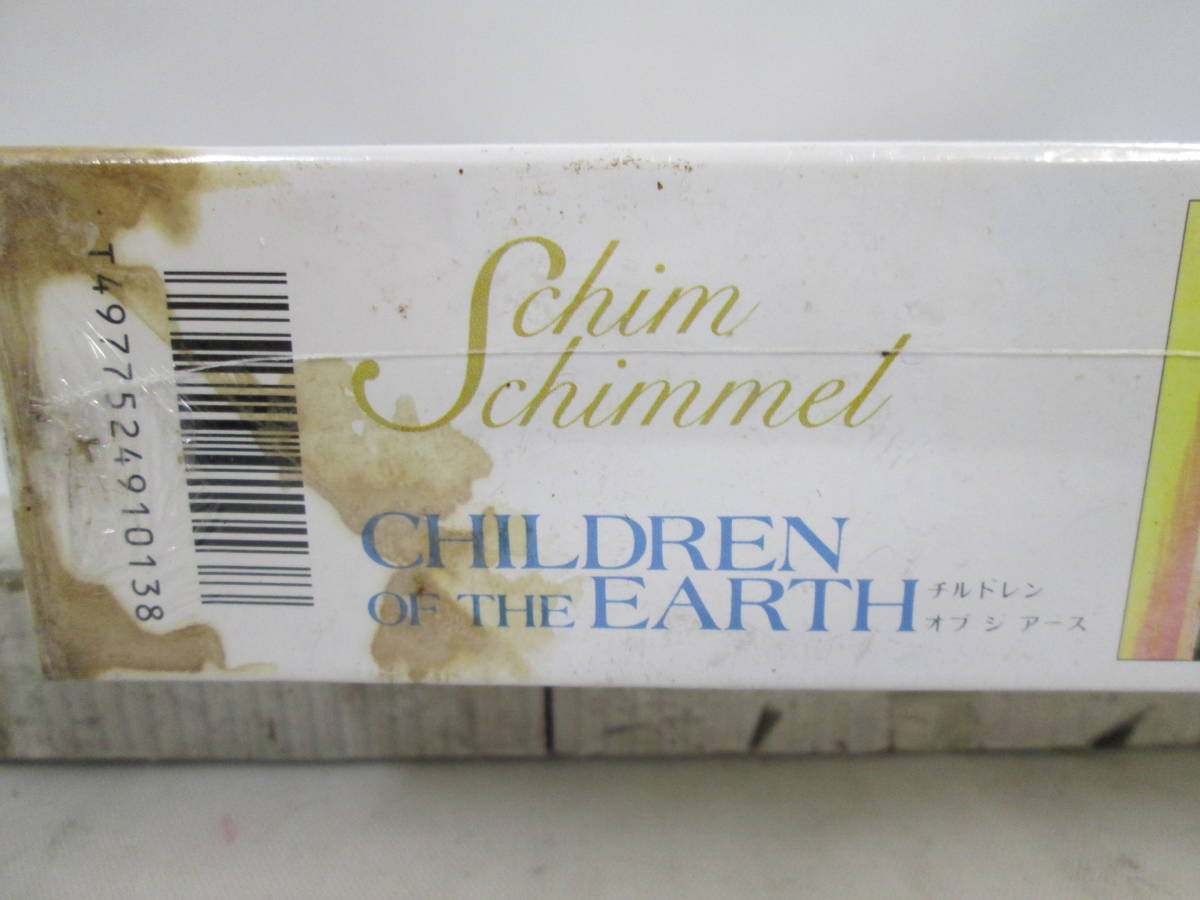 T4977524910138
Schim
Schimmel
CHILDREN
OF THE EARTH
チルドレン
オブ ジ アース